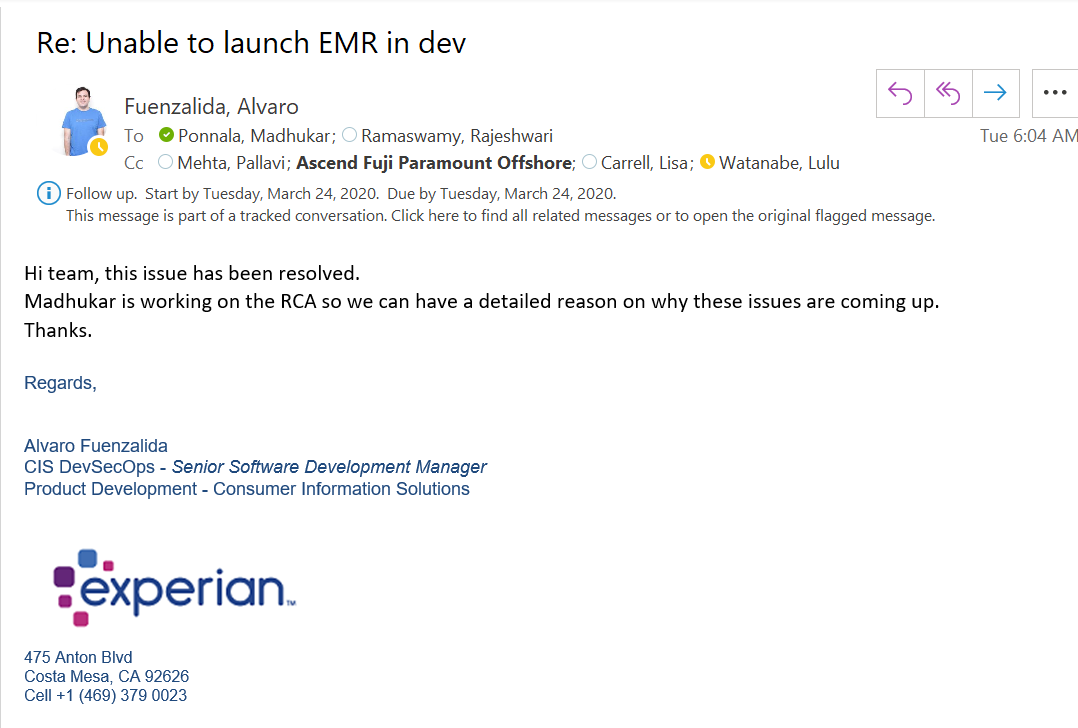 Re: Unable to launch EMR in dev
Fuenzalida, Alvaro
To Ponnala, Madhukar; Ramaswamy, Rajeshwari
Tue 6:04 AM
Cc Mehta, Pallavi; Ascend Fuji Paramount Offshore; Carrell, Lisa; Watanabe, Lulu
Follow up. Start by Tuesday, March 24, 2020. Due by Tuesday, March 24, 2020.
This message is part of a tracked conversation. Click here to find all related messages or to open the original flagged message.
Hi team, this issue has been resolved.
Madhukar is working on the RCA so we can have a detailed reason on why these issues are coming up.
Thanks.
Regards,
Alvaro Fuenzalida
CIS DevSecOps - Senior Software Development Manager
Product Development - Consumer Information Solutions
experian™
475 Anton Blvd
Costa Mesa, CA 92626
Cell +1 (469) 379 0023